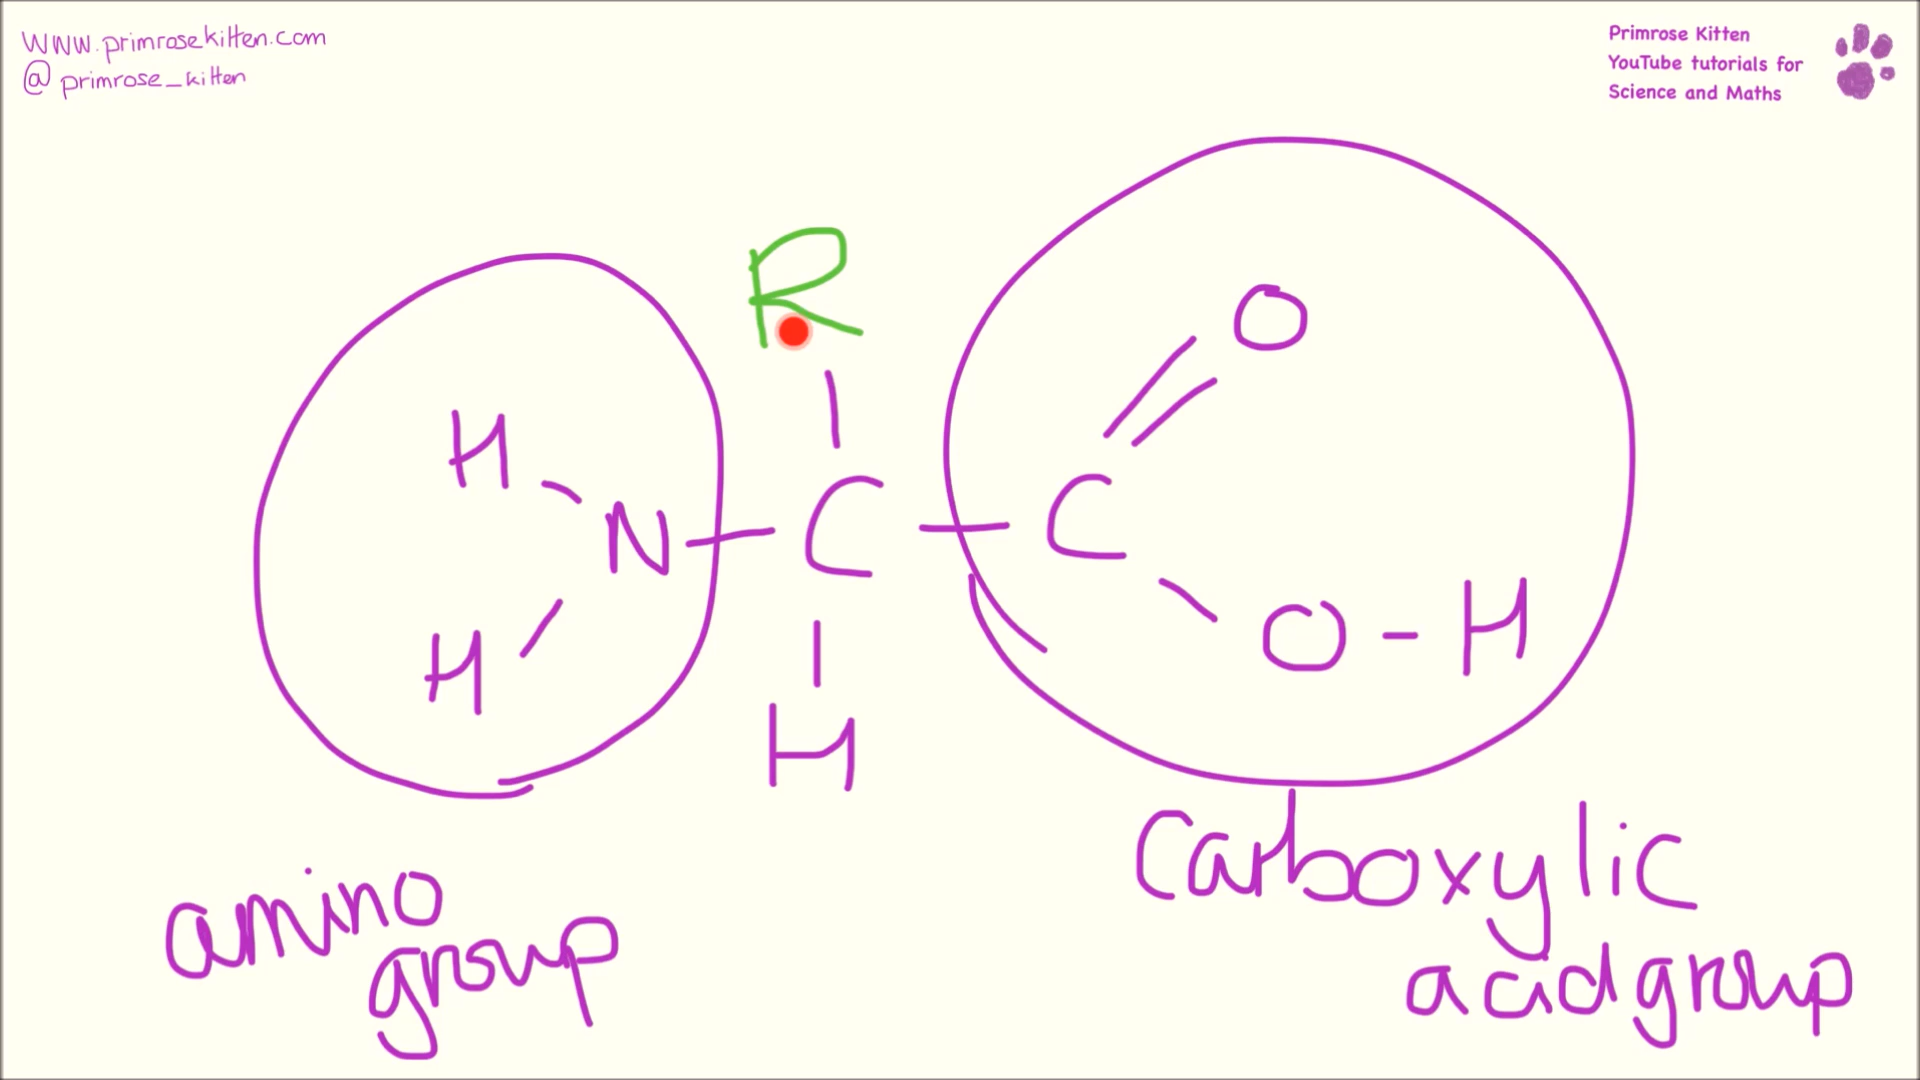 www.primrosekitten.com
@primrose_kitten
Primrose Kitten
YouTube tutorials for
Science and Maths
R
O
H
N - C - C
H
O - H
H
amino
group
Carboxylic
acid group